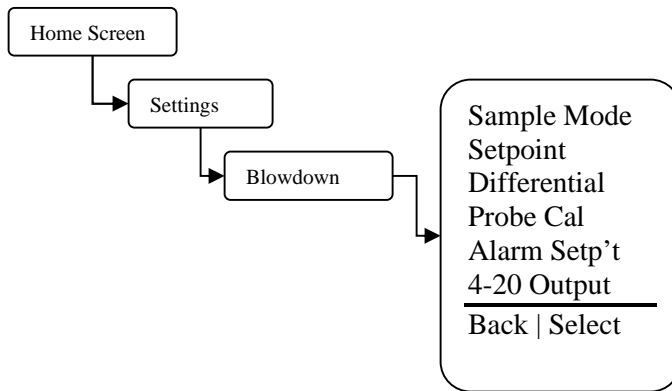 Home Screen
Settings
Blowdown
Sample Mode
Setpoint
Differential
Probe Cal
Alarm Setp’t
4-20 Output
Back | Select